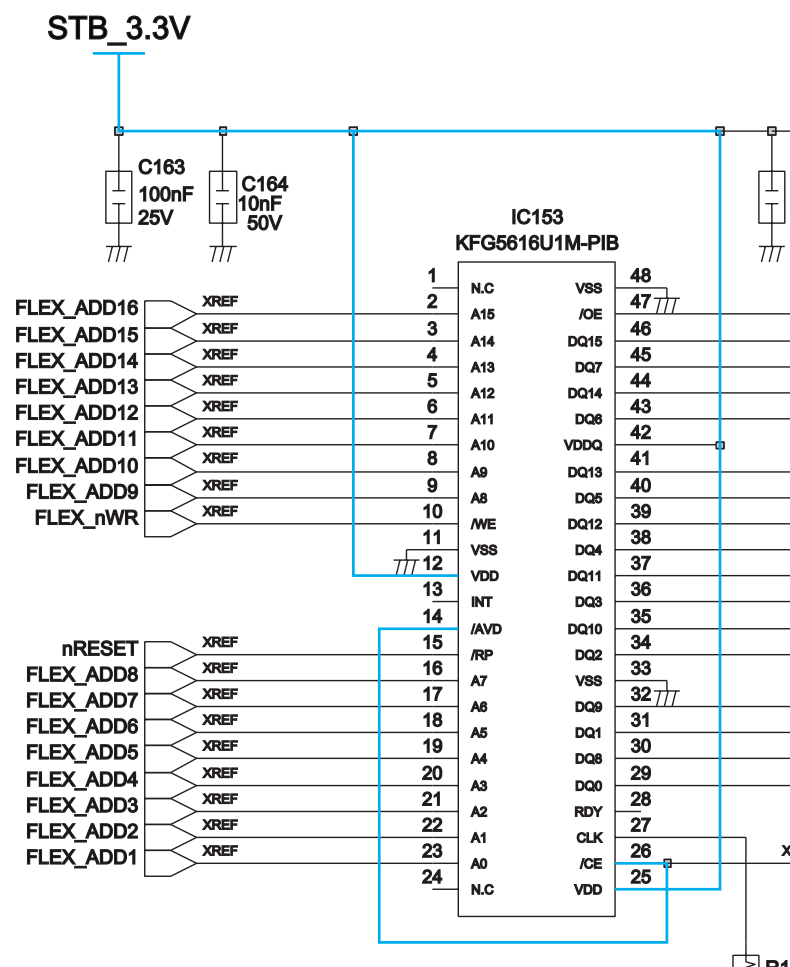 STB_3.3V
C163
100nF
25V
C164
10nF
50V
IC153
KFG5616U1M-PIB
1 N.C VSS 48
FLEX_ADD16 XREF 2 A15 /OE 47
FLEX_ADD15 XREF 3 A14 DQ15 46
FLEX_ADD14 XREF 4 A13 DQ7 45
FLEX_ADD13 XREF 5 A12 DQ14 44
FLEX_ADD12 XREF 6 A11 DQ6 43
FLEX_ADD11 XREF 7 A10 VDDQ 42
FLEX_ADD10 XREF 8 A9 DQ13 41
FLEX_ADD9 XREF 9 A8 DQ5 40
FLEX_nWR XREF 10 /WE DQ12 39
11 VSS DQ4 38
12 VDD DQ11 37
13 INT DQ3 36
14 /AVD DQ10 35
nRESET XREF 15 /RP DQ2 34
FLEX_ADD8 XREF 16 A7 VSS 33
FLEX_ADD7 XREF 17 A6 DQ9 32
FLEX_ADD6 XREF 18 A5 DQ1 31
FLEX_ADD5 XREF 19 A4 DQ8 30
FLEX_ADD4 XREF 20 A3 DQ0 29
FLEX_ADD3 XREF 21 A2 RDY 28
FLEX_ADD2 XREF 22 A1 CLK 27
FLEX_ADD1 XREF 23 A0 /CE 26
24 N.C VDD 25